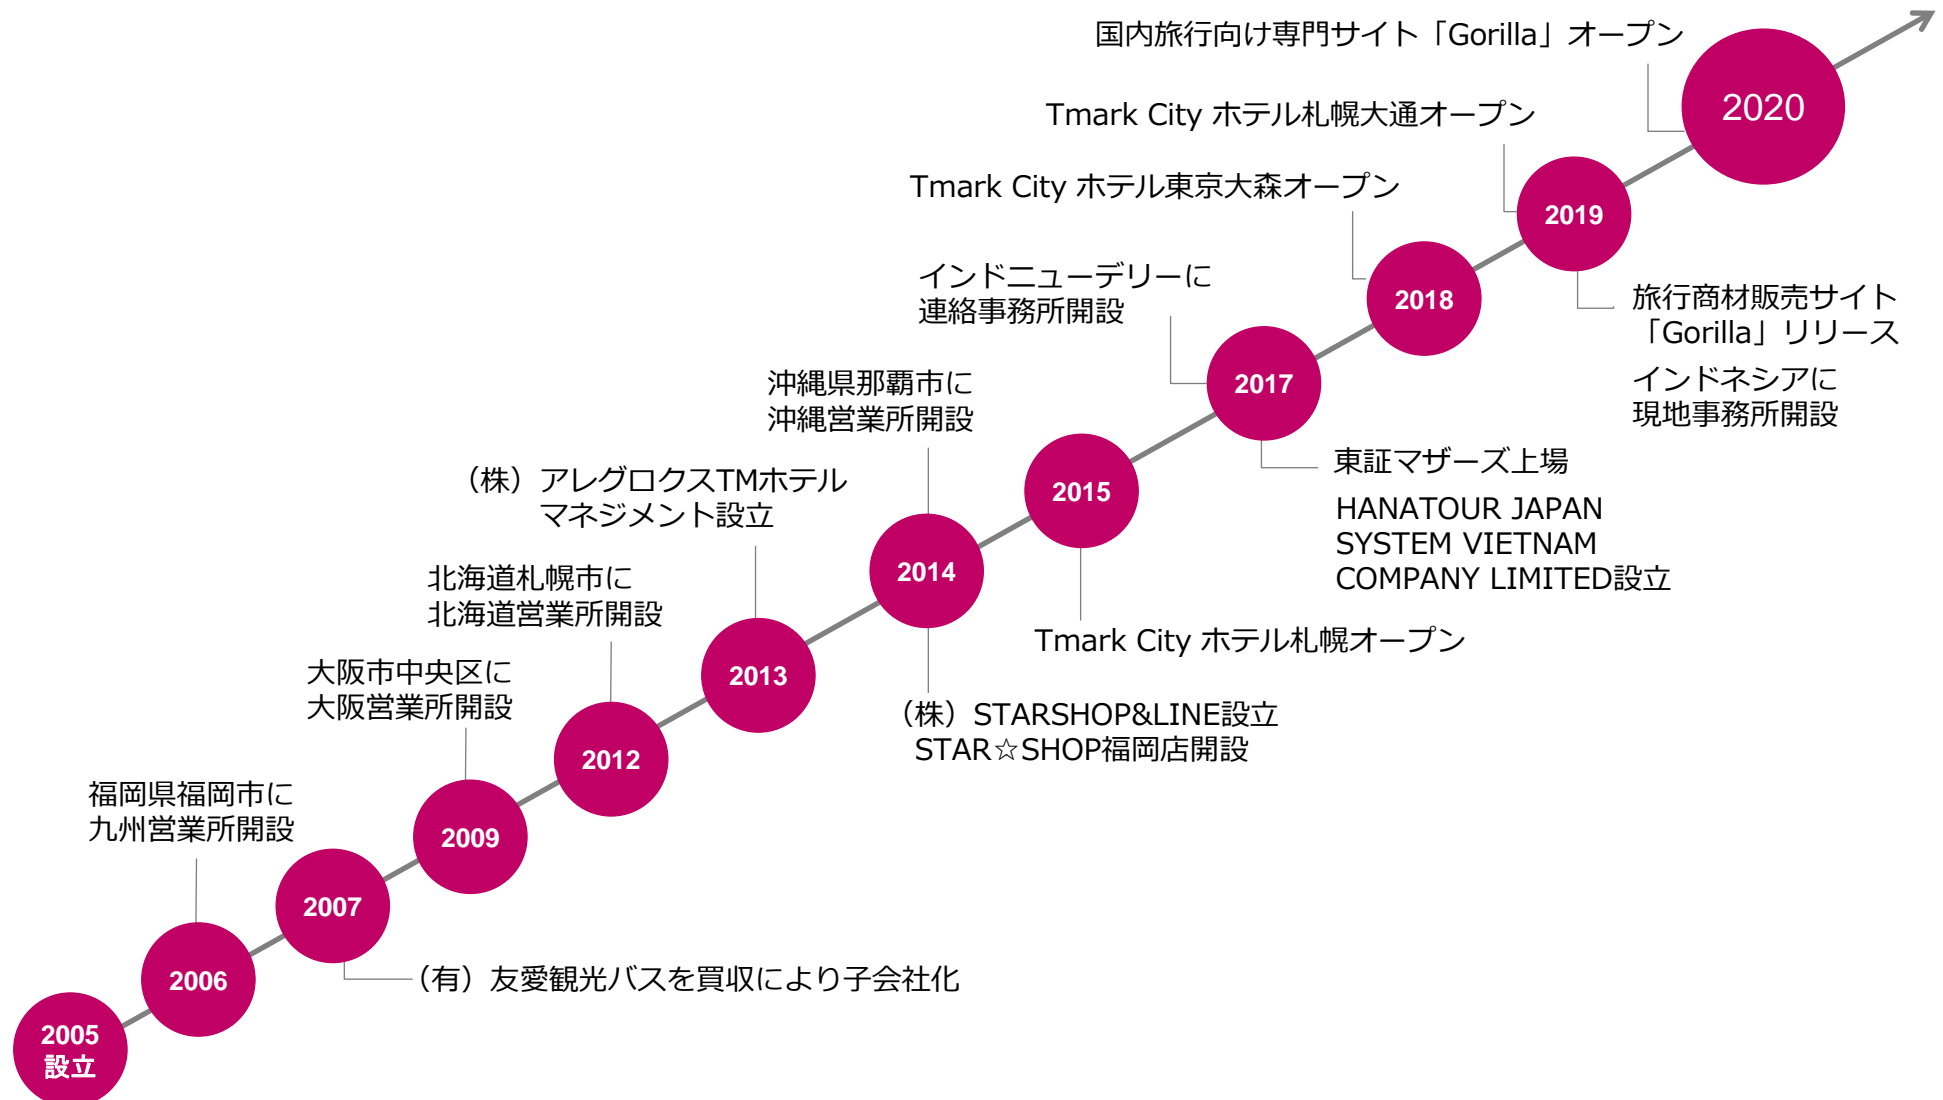 国内旅行向け専門サイト「Gorilla」オープン
2020
Tmark City ホテル札幌大通オープン
2019
旅行商材販売サイト
「Gorilla」リリース
インドネシアに
現地事務所開設
Tmark City ホテル東京大森オープン
2018
インドニューデリーに
連絡事務所開設
2017
東証マザーズ上場
HANATOUR JAPAN
SYSTEM VIETNAM
COMPANY LIMITED設立
2015
Tmark City ホテル札幌オープン
沖縄県那覇市に
沖縄営業所開設
2014
（株）STARSHOP&LINE設立
STAR☆SHOP福岡店開設
（株）アレグロクスTMホテル
マネジメント設立
2013
北海道札幌市に
北海道営業所開設
2012
大阪市中央区に
大阪営業所開設
2009
2007
（有）友愛観光バスを買収により子会社化
福岡県福岡市に
九州営業所開設
2006
2005
設立